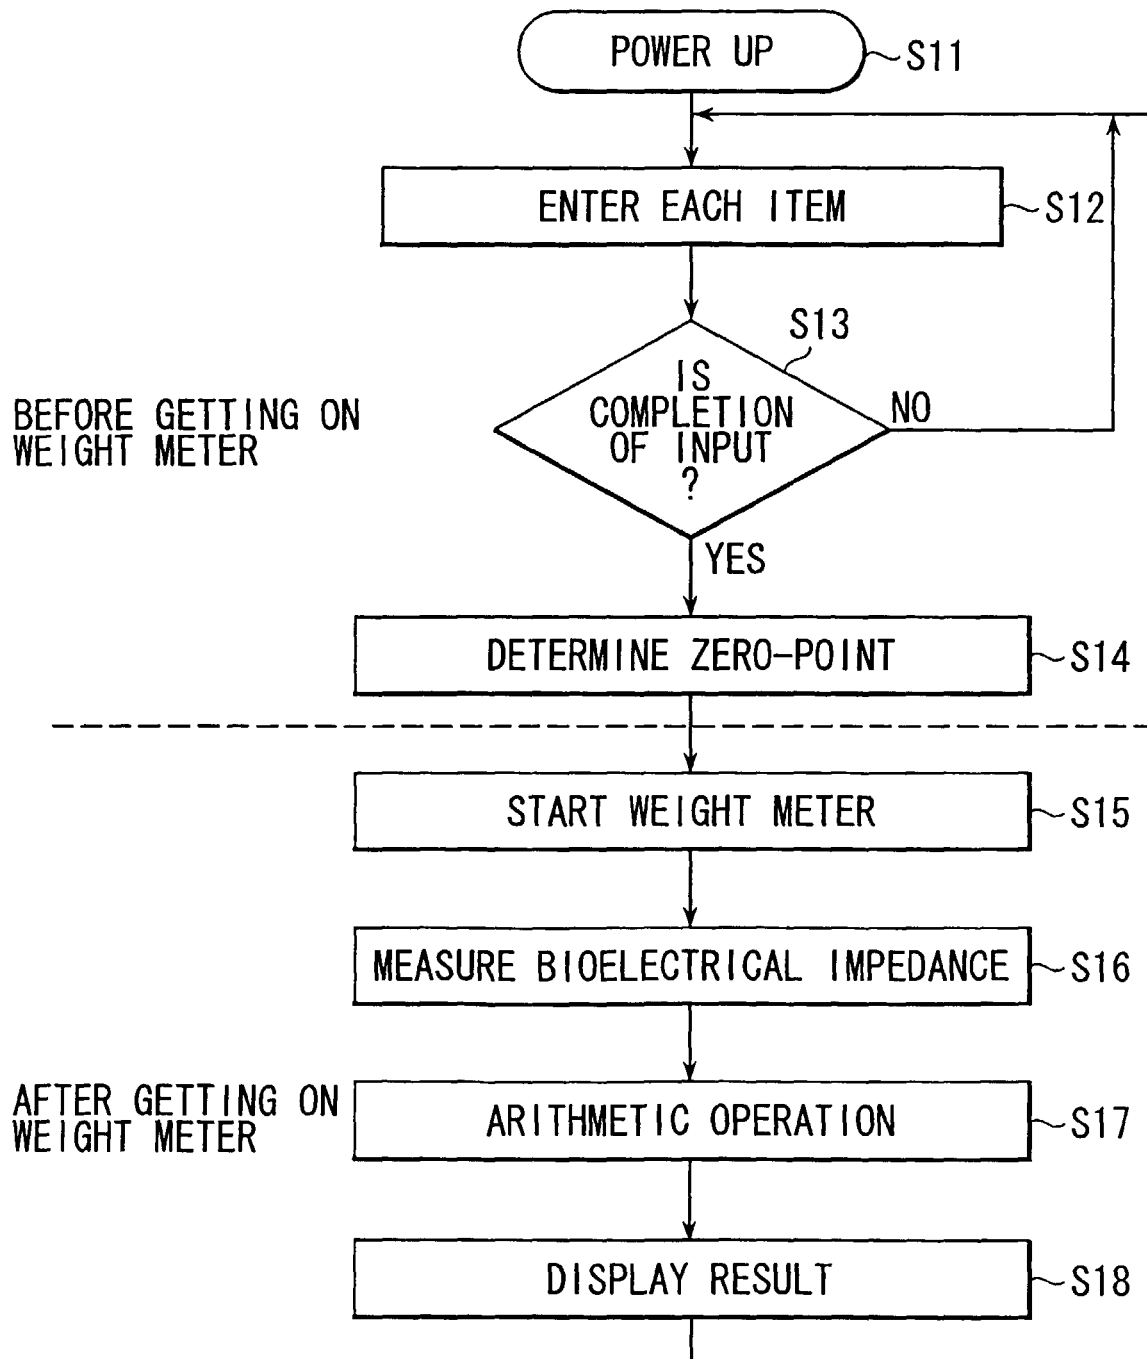 POWER UP
S11
ENTER EACH ITEM
S12
S13
IS
COMPLETION
OF INPUT
?
NO
BEFORE GETTING ON
WEIGHT METER
YES
DETERMINE ZERO-POINT
S14
START WEIGHT METER
S15
MEASURE BIOELECTRICAL IMPEDANCE
S16
AFTER GETTING ON
WEIGHT METER
ARITHMETIC OPERATION
S17
DISPLAY RESULT
S18